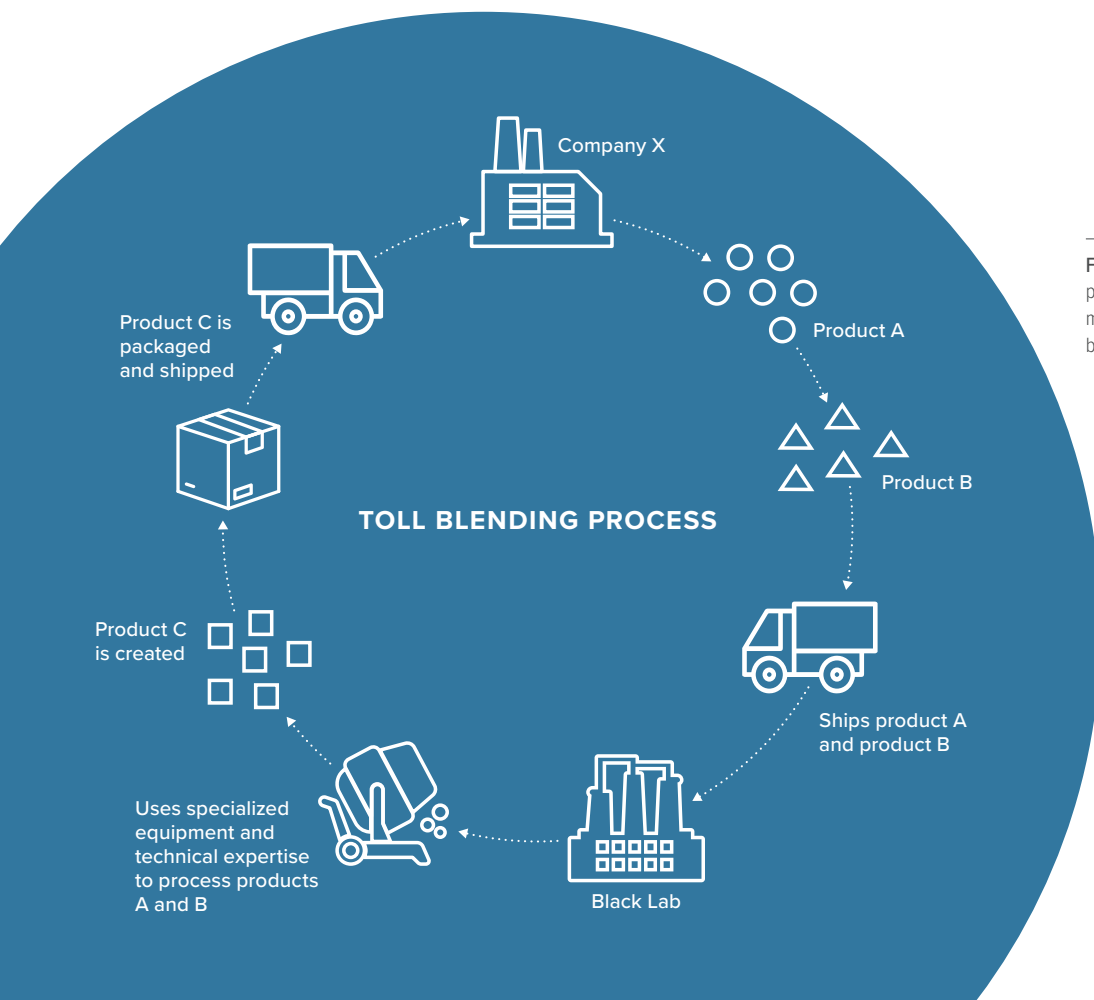 Company X
Product A
Product B
Ships product A
and product B
Black Lab
Uses specialized
equipment and
technical expertise
to process products
A and B
Product C
is created
Product C is
packaged
and shipped
TOLL BLENDING PROCESS